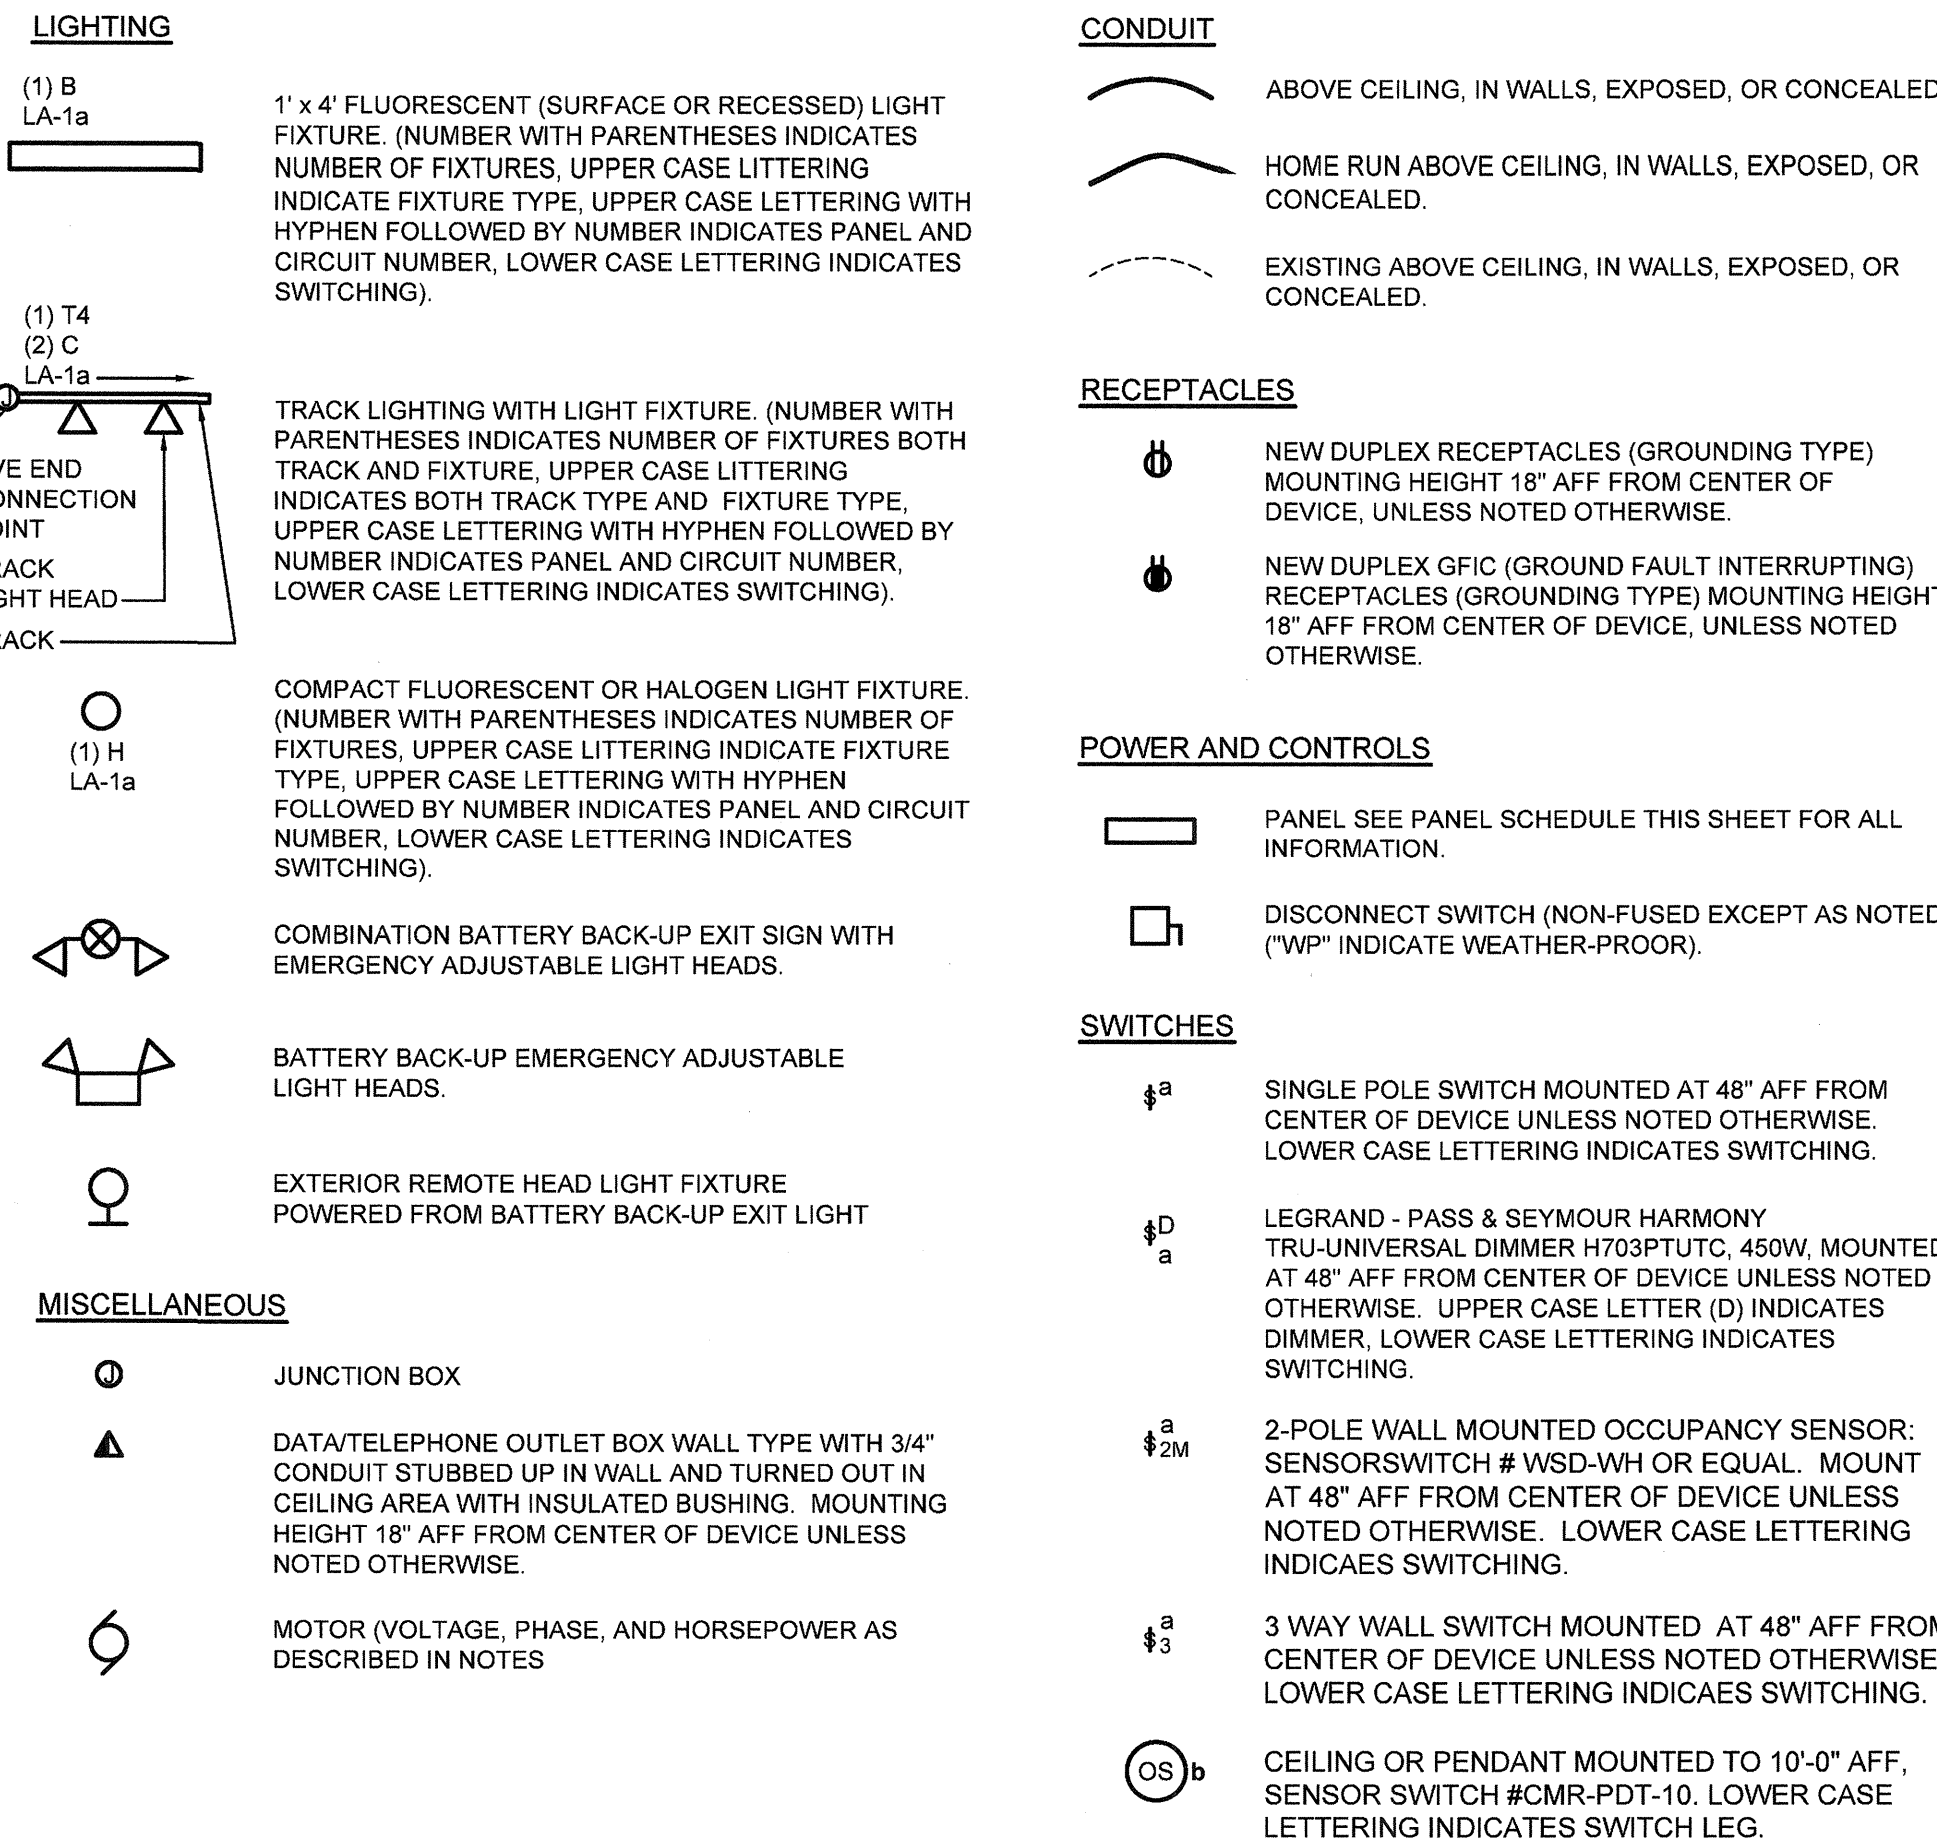 LIGHTING
(1) B
LA-1a
1' x 4' FLUORESCENT (SURFACE OR RECESSED) LIGHT
FIXTURE. (NUMBER WITH PARENTHESES INDICATES
NUMBER OF FIXTURES, UPPER CASE LITTERING
INDICATE FIXTURE TYPE, UPPER CASE LETTERING WITH
HYPHEN FOLLOWED BY NUMBER INDICATES PANEL AND
CIRCUIT NUMBER, LOWER CASE LETTERING INDICATES
SWITCHING).
(1) T4
(2) C
LA-1a
J
VE END
ONNECTION
OINT
RACK
GHT HEAD
RACK
TRACK LIGHTING WITH LIGHT FIXTURE. (NUMBER WITH
PARENTHESES INDICATES NUMBER OF FIXTURES BOTH
TRACK AND FIXTURE, UPPER CASE LITTERING
INDICATES BOTH TRACK TYPE AND FIXTURE TYPE,
UPPER CASE LETTERING WITH HYPHEN FOLLOWED BY
NUMBER INDICATES PANEL AND CIRCUIT NUMBER,
LOWER CASE LETTERING INDICATES SWITCHING).
(1) H
LA-1a
COMPACT FLUORESCENT OR HALOGEN LIGHT FIXTURE.
(NUMBER WITH PARENTHESES INDICATES NUMBER OF
FIXTURES, UPPER CASE LITTERING INDICATE FIXTURE
TYPE, UPPER CASE LETTERING WITH HYPHEN
FOLLOWED BY NUMBER INDICATES PANEL AND CIRCUIT
NUMBER, LOWER CASE LETTERING INDICATES
SWITCHING).
COMBINATION BATTERY BACK-UP EXIT SIGN WITH
EMERGENCY ADJUSTABLE LIGHT HEADS.
BATTERY BACK-UP EMERGENCY ADJUSTABLE
LIGHT HEADS.
EXTERIOR REMOTE HEAD LIGHT FIXTURE
POWERED FROM BATTERY BACK-UP EXIT LIGHT
MISCELLANEOUS
J
JUNCTION BOX
DATA/TELEPHONE OUTLET BOX WALL TYPE WITH 3/4"
CONDUIT STUBBED UP IN WALL AND TURNED OUT IN
CEILING AREA WITH INSULATED BUSHING. MOUNTING
HEIGHT 18" AFF FROM CENTER OF DEVICE UNLESS
NOTED OTHERWISE.
MOTOR (VOLTAGE, PHASE, AND HORSEPOWER AS
DESCRIBED IN NOTES
CONDUIT
ABOVE CEILING, IN WALLS, EXPOSED, OR CONCEALED
HOME RUN ABOVE CEILING, IN WALLS, EXPOSED, OR
CONCEALED.
EXISTING ABOVE CEILING, IN WALLS, EXPOSED, OR
CONCEALED.
RECEPTACLES
NEW DUPLEX RECEPTACLES (GROUNDING TYPE)
MOUNTING HEIGHT 18" AFF FROM CENTER OF
DEVICE, UNLESS NOTED OTHERWISE.
NEW DUPLEX GFIC (GROUND FAULT INTERRUPTING)
RECEPTACLES (GROUNDING TYPE) MOUNTING HEIGHT
18" AFF FROM CENTER OF DEVICE, UNLESS NOTED
OTHERWISE.
POWER AND CONTROLS
PANEL SEE PANEL SCHEDULE THIS SHEET FOR ALL
INFORMATION.
DISCONNECT SWITCH (NON-FUSED EXCEPT AS NOTED
("WP" INDICATE WEATHER-PROOR).
SWITCHES
$ a
SINGLE POLE SWITCH MOUNTED AT 48" AFF FROM
CENTER OF DEVICE UNLESS NOTED OTHERWISE.
LOWER CASE LETTERING INDICATES SWITCHING.
$ D
a
LEGRAND - PASS & SEYMOUR HARMONY
TRU-UNIVERSAL DIMMER H703PTUTC, 450W, MOUNTED
AT 48" AFF FROM CENTER OF DEVICE UNLESS NOTED
OTHERWISE. UPPER CASE LETTER (D) INDICATES
DIMMER, LOWER CASE LETTERING INDICATES
SWITCHING.
$ a
2M
2-POLE WALL MOUNTED OCCUPANCY SENSOR:
SENSORSWITCH # WSD-WH OR EQUAL. MOUNT
AT 48" AFF FROM CENTER OF DEVICE UNLESS
NOTED OTHERWISE. LOWER CASE LETTERING
INDICAES SWITCHING.
$ a
3
3 WAY WALL SWITCH MOUNTED AT 48" AFF FROM
CENTER OF DEVICE UNLESS NOTED OTHERWISE
LOWER CASE LETTERING INDICAES SWITCHING.
OS b
CEILING OR PENDANT MOUNTED TO 10'-0" AFF,
SENSOR SWITCH #CMR-PDT-10. LOWER CASE
LETTERING INDICATES SWITCH LEG.